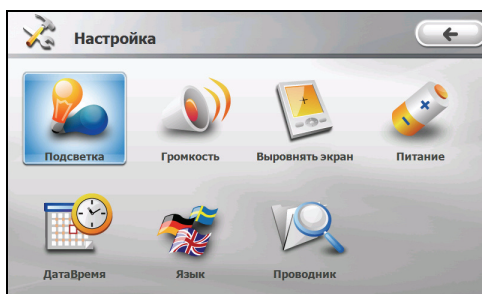 Настройка
Подсветка
Громкость
Выровнять экран
Питание
ДатаВремя
Язык
Проводник